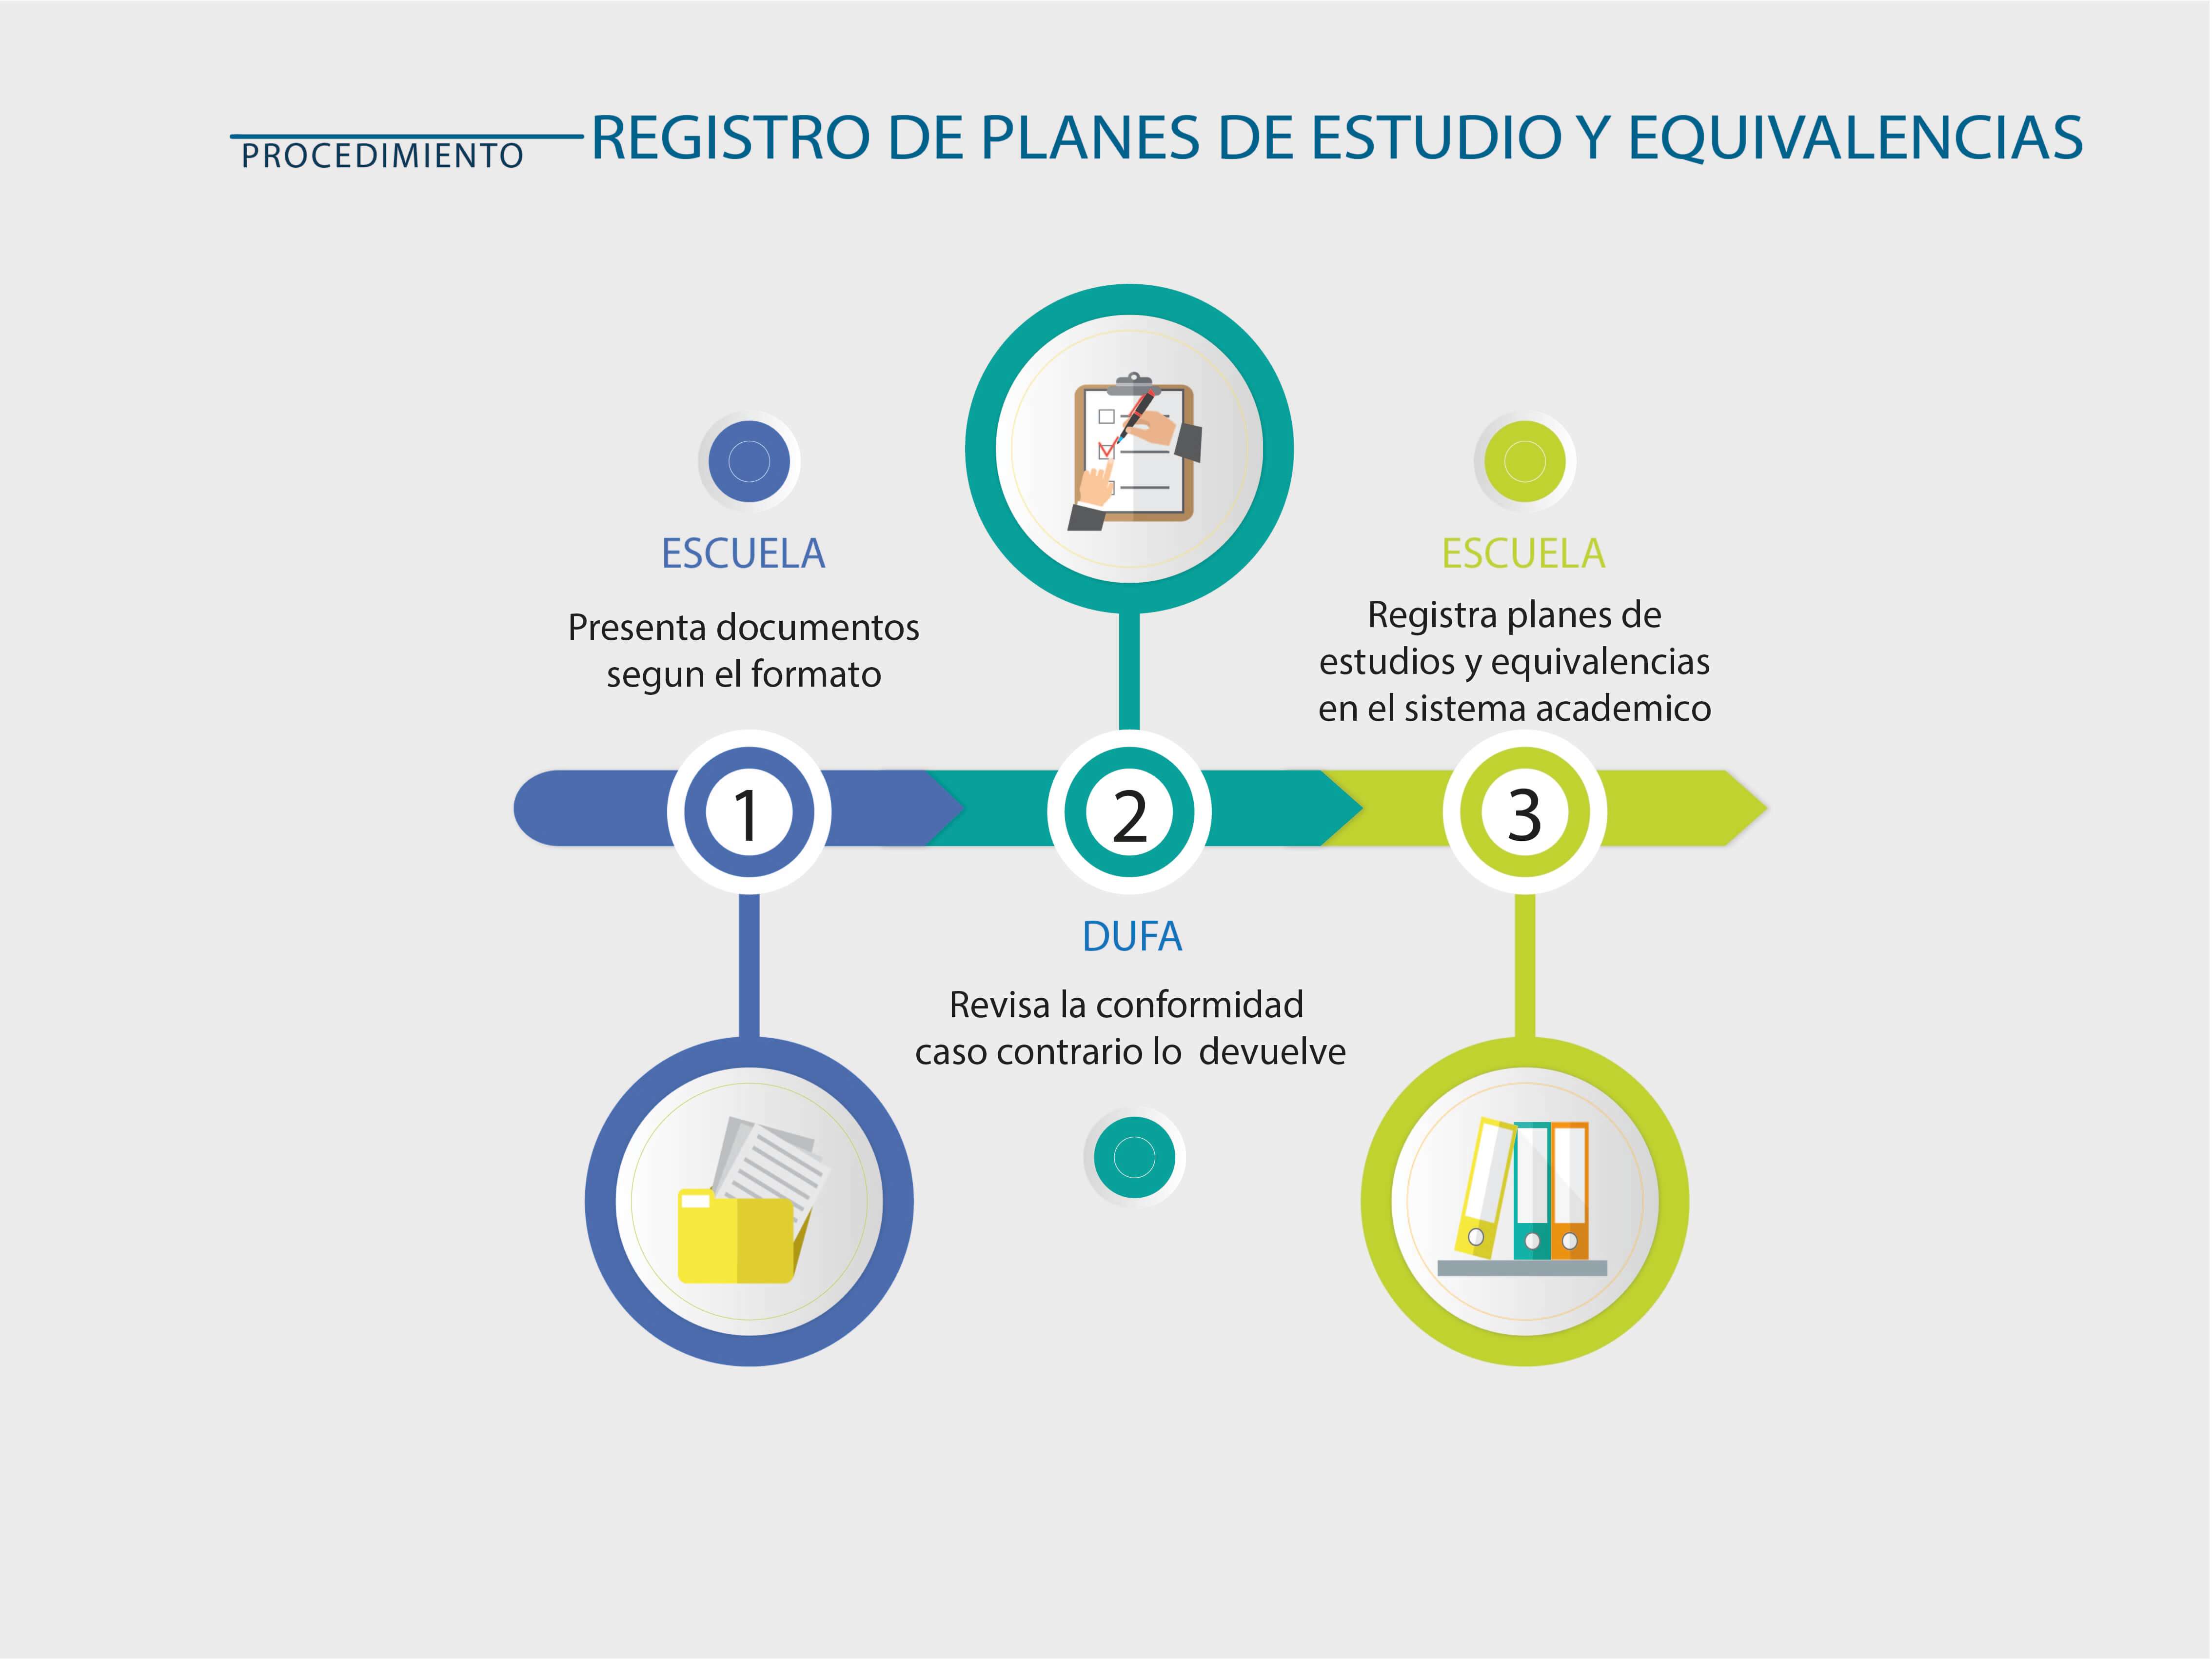 PROCEDIMIENTO
REGISTRO DE PLANES DE ESTUDIO Y EQUIVALENCIAS
ESCUELA
Presenta documentos
segun el formato
1
2
DUFA
Revisa la conformidad
caso contrario lo devuelve
ESCUELA
Registra planes de
estudios y equivalencias
en el sistema academico
3